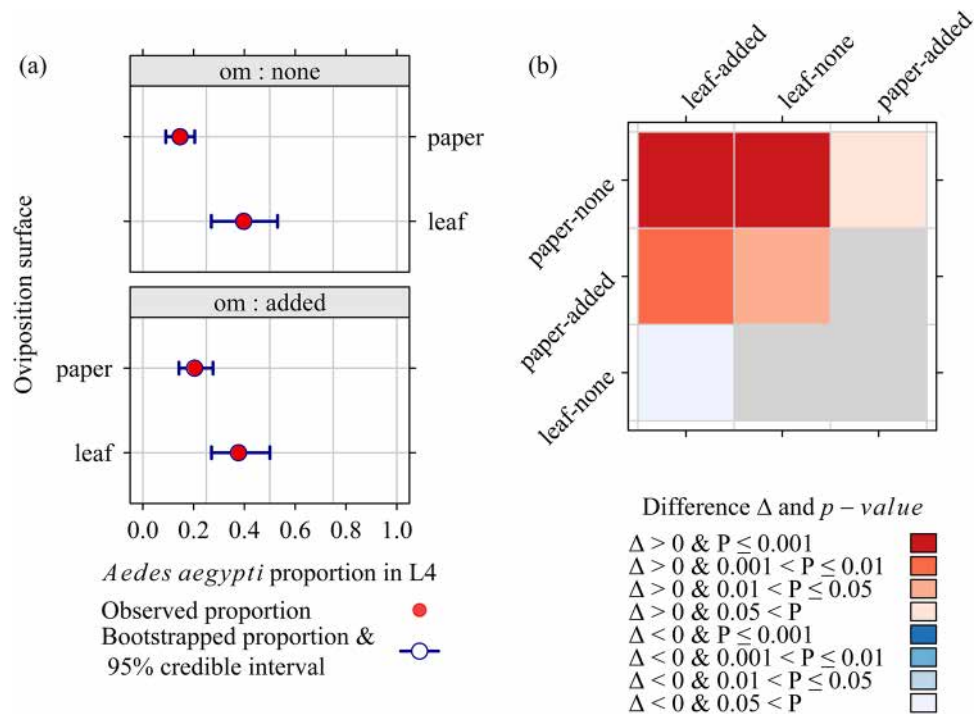 (a)
om : none
paper
leaf
om : added
paper
leaf
Oviposition surface
0.0 0.2 0.4 0.6 0.8 1.0
Aedes aegypti proportion in L4
Observed proportion
Bootstrapped proportion &
95% credible interval
(b)
leaf-added
leaf-none
paper-added
paper-none
paper-added
leaf-none
Difference Δ and p – value
Δ > 0 & P ≤ 0.001
Δ > 0 & 0.001 < P ≤ 0.01
Δ > 0 & 0.01 < P ≤ 0.05
Δ > 0 & 0.05 < P
Δ < 0 & P ≤ 0.001
Δ < 0 & 0.001 < P ≤ 0.01
Δ < 0 & 0.01 < P ≤ 0.05
Δ < 0 & 0.05 < P